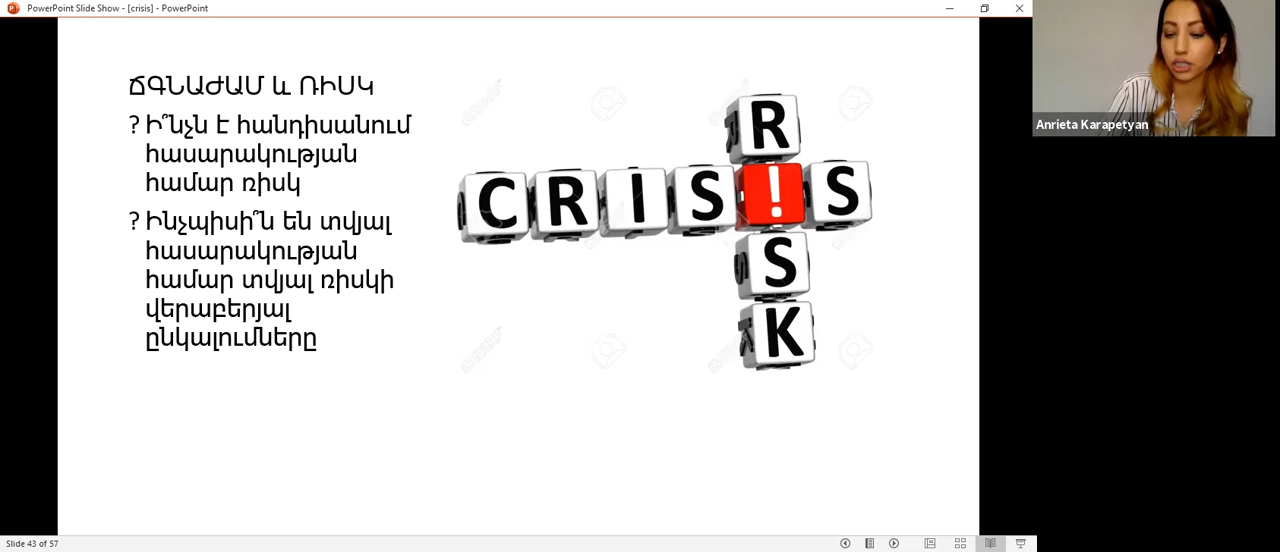 PowerPoint Slide Show - [crisis] - PowerPoint
ՃԳՆԱԺԱՄ և ՌԻՍԿ
? Ի՞նչն է հանդիսանում
հասարակության
համար ռիսկ
? Ինչպիսի՞ն են տվյալ
հասարակության
համար տվյալ ռիսկի
վերաբերյալ
ընկալումները
R
CRIS!S
S
K
Anrieta Karapetyan
Slide 43 of 57